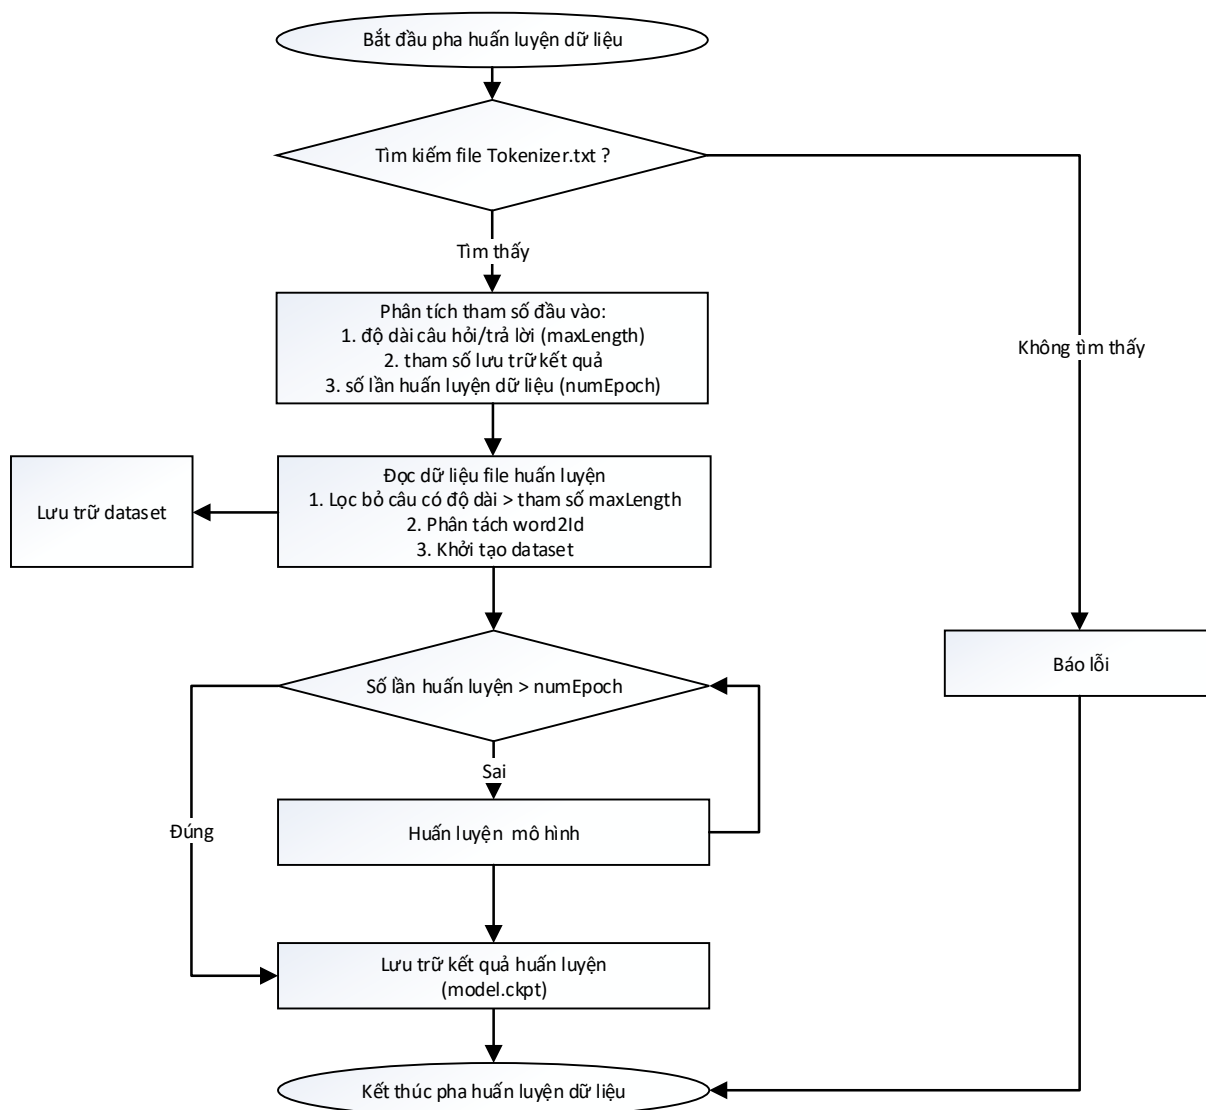 Bắt đầu pha huấn luyện dữ liệu
Tìm kiếm file Tokenizer.txt ?
Tìm thấy
Phân tích tham số đầu vào:
1. độ dài câu hỏi/trả lời (maxLength)
2. tham số lưu trữ kết quả
3. số lần huấn luyện dữ liệu (numEpoch)
Không tìm thấy
Lưu trữ dataset
Đọc dữ liệu file huấn luyện
1. Lọc bỏ câu có độ dài > tham số maxLength
2. Phân tách word2Id
3. Khởi tạo dataset
Báo lỗi
Số lần huấn luyện > numEpoch
Sai
Đúng
Huấn luyện mô hình
Lưu trữ kết quả huấn luyện
(model.ckpt)
Kết thúc pha huấn luyện dữ liệu